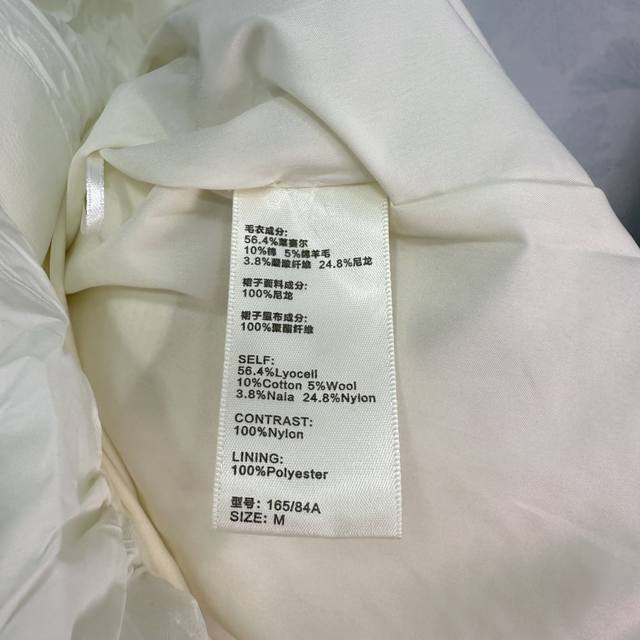 毛衣成分:
56.4%莱赛尔
10%棉 5%绵羊毛
3.8%聚酯纤维 24.8%尼龙
裙子面料成分:
100%尼龙
裙子里布成分:
100%聚酯纤维
SELF:
56.4%Lyocell
10%Cotton 5%Wool
3.8%Naia 24.8%Nylon
CONTRAST:
100%Nylon
LINING:
100%Polyester
型号: 165/84A
SIZE: M